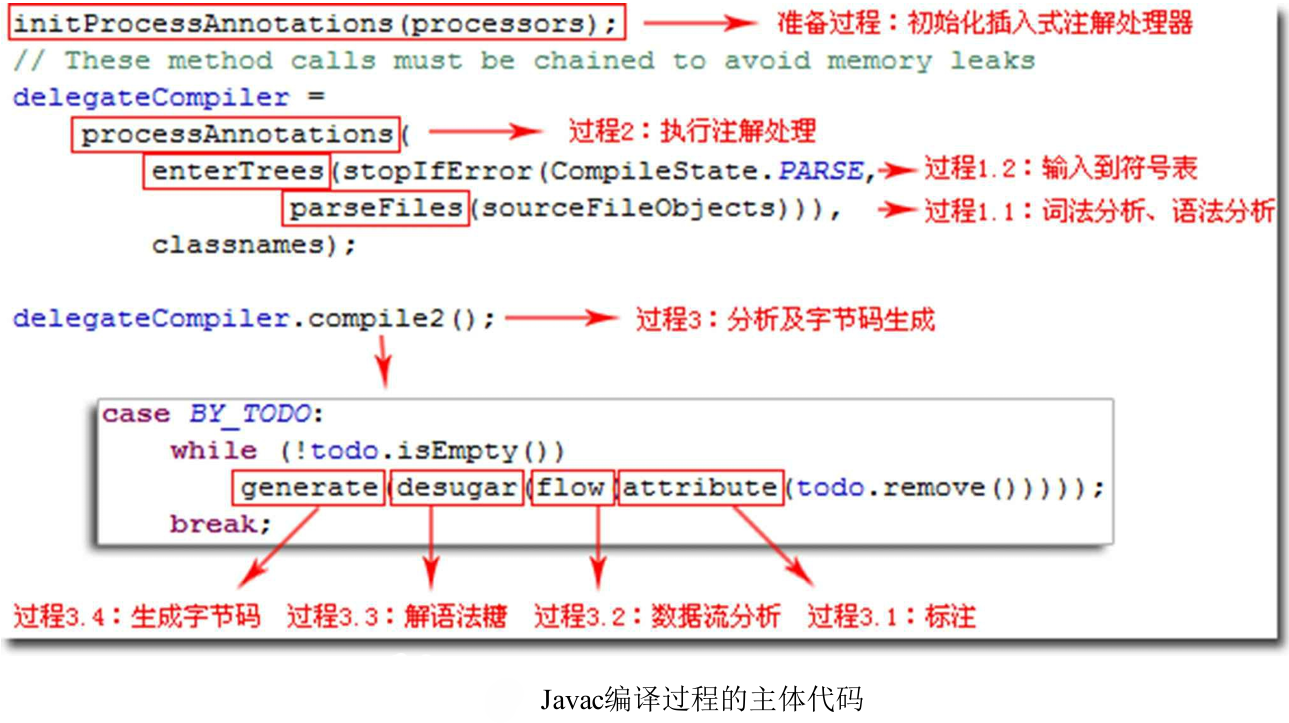 initProcessAnnotations(processors); 准备过程：初始化插入式注解处理器
// These method calls must be chained to avoid memory leaks
delegateCompiler =
processAnnotations( 过程2：执行注解处理
enterTrees(stopIfError(CompileState.PARSE, 过程1.2：输入到符号表
parseFiles(sourceFileObjects))), 过程1.1：词法分析、语法分析
classnames);
delegateCompiler.compile2(); 过程3：分析及字节码生成
case BY_TODO:
while (!todo.isEmpty())
generate(desugar(flow(attribute(todo.remove()))));
break;
过程3.4：生成字节码 过程3.3：解语法糖 过程3.2：数据流分析 过程3.1：标注
Javac编译过程的主体代码